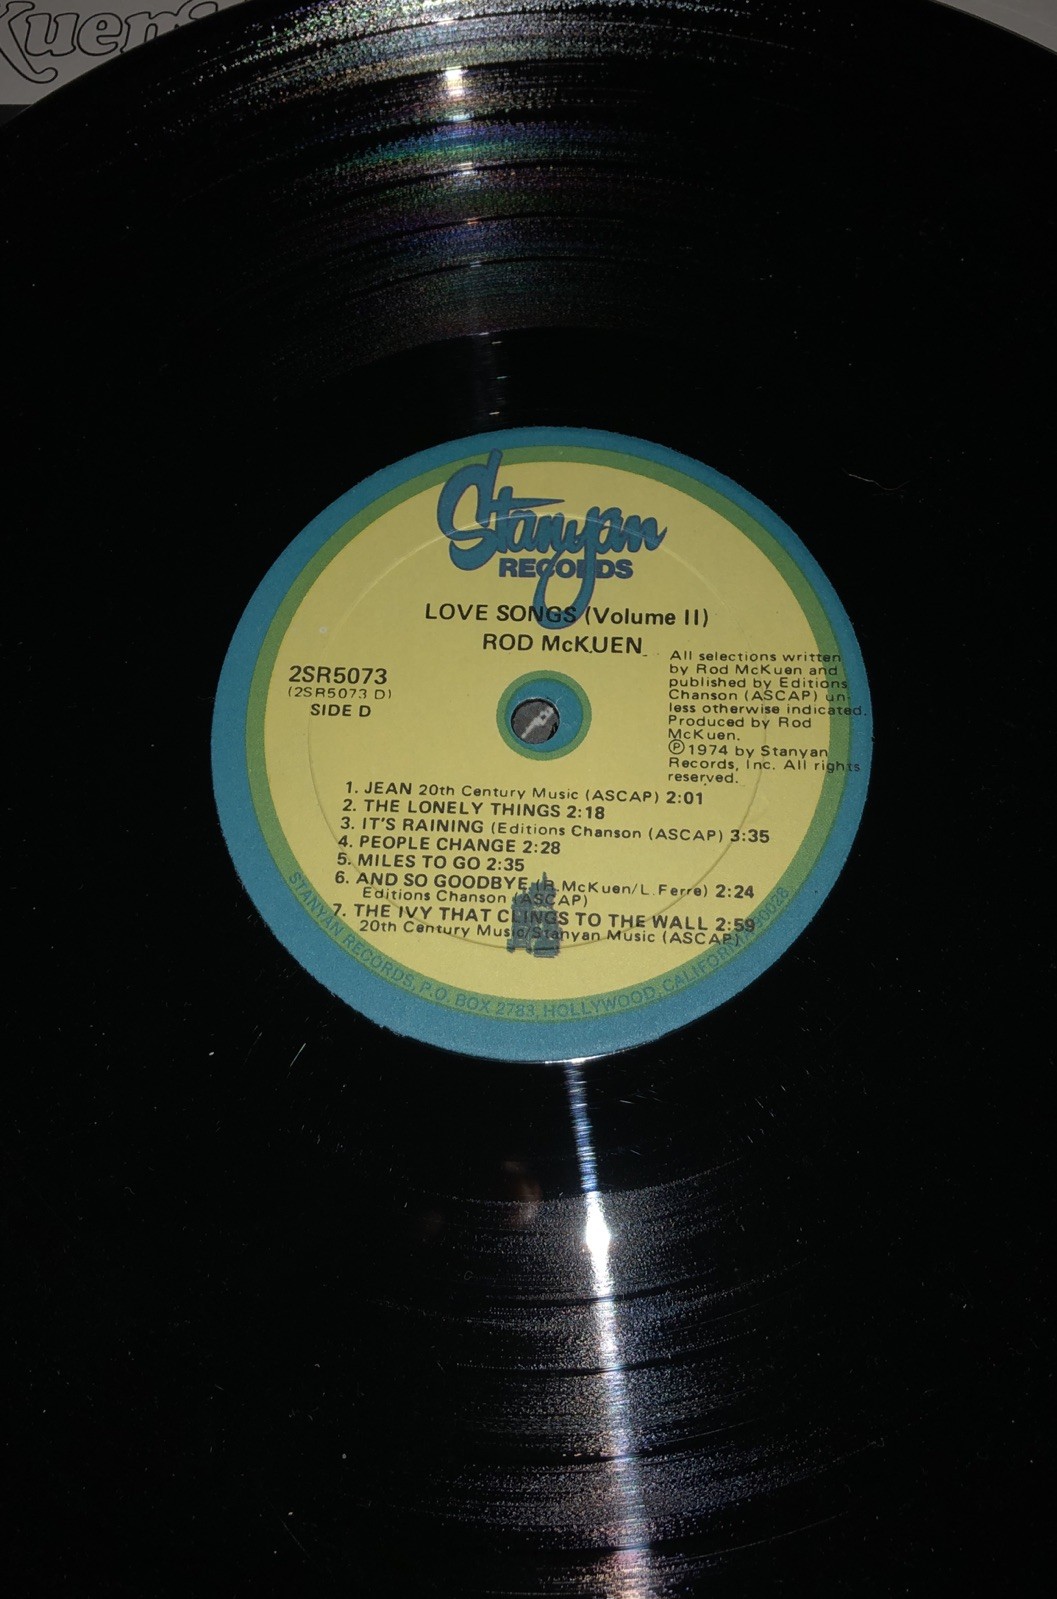 Kuen
Stanyan
RECORDS
LOVE SONGS (Volume II)
ROD McKUEN
2SR5073
(2SR5073 D)
SIDE D
All selections written
by Rod McKuen and
published by Editions
Chanson (ASCAP) un-
less otherwise indicated.
Produced by Rod
McKuen.
Ⓟ1974 by Stanyan
Records, Inc. All rights
reserved.
1. JEAN 20th Century Music (ASCAP) 2:01
2. THE LONELY THINGS 2:18
3. IT'S RAINING (Editions Chanson (ASCAP) 3:35
4. PEOPLE CHANGE 2:28
5. MILES TO GO 2:35
6. AND SO GOODBYE (R.McKuen/L.Ferre) 2:24
Editions Chanson (ASCAP)
7. THE IVY THAT CLINGS TO THE WALL 2:59
20th Century Music/Stanyan Music (ASCAP)
STANYAN RECORDS, P.O. BOX 2783, HOLLYWOOD, CALIFORNIA 90028